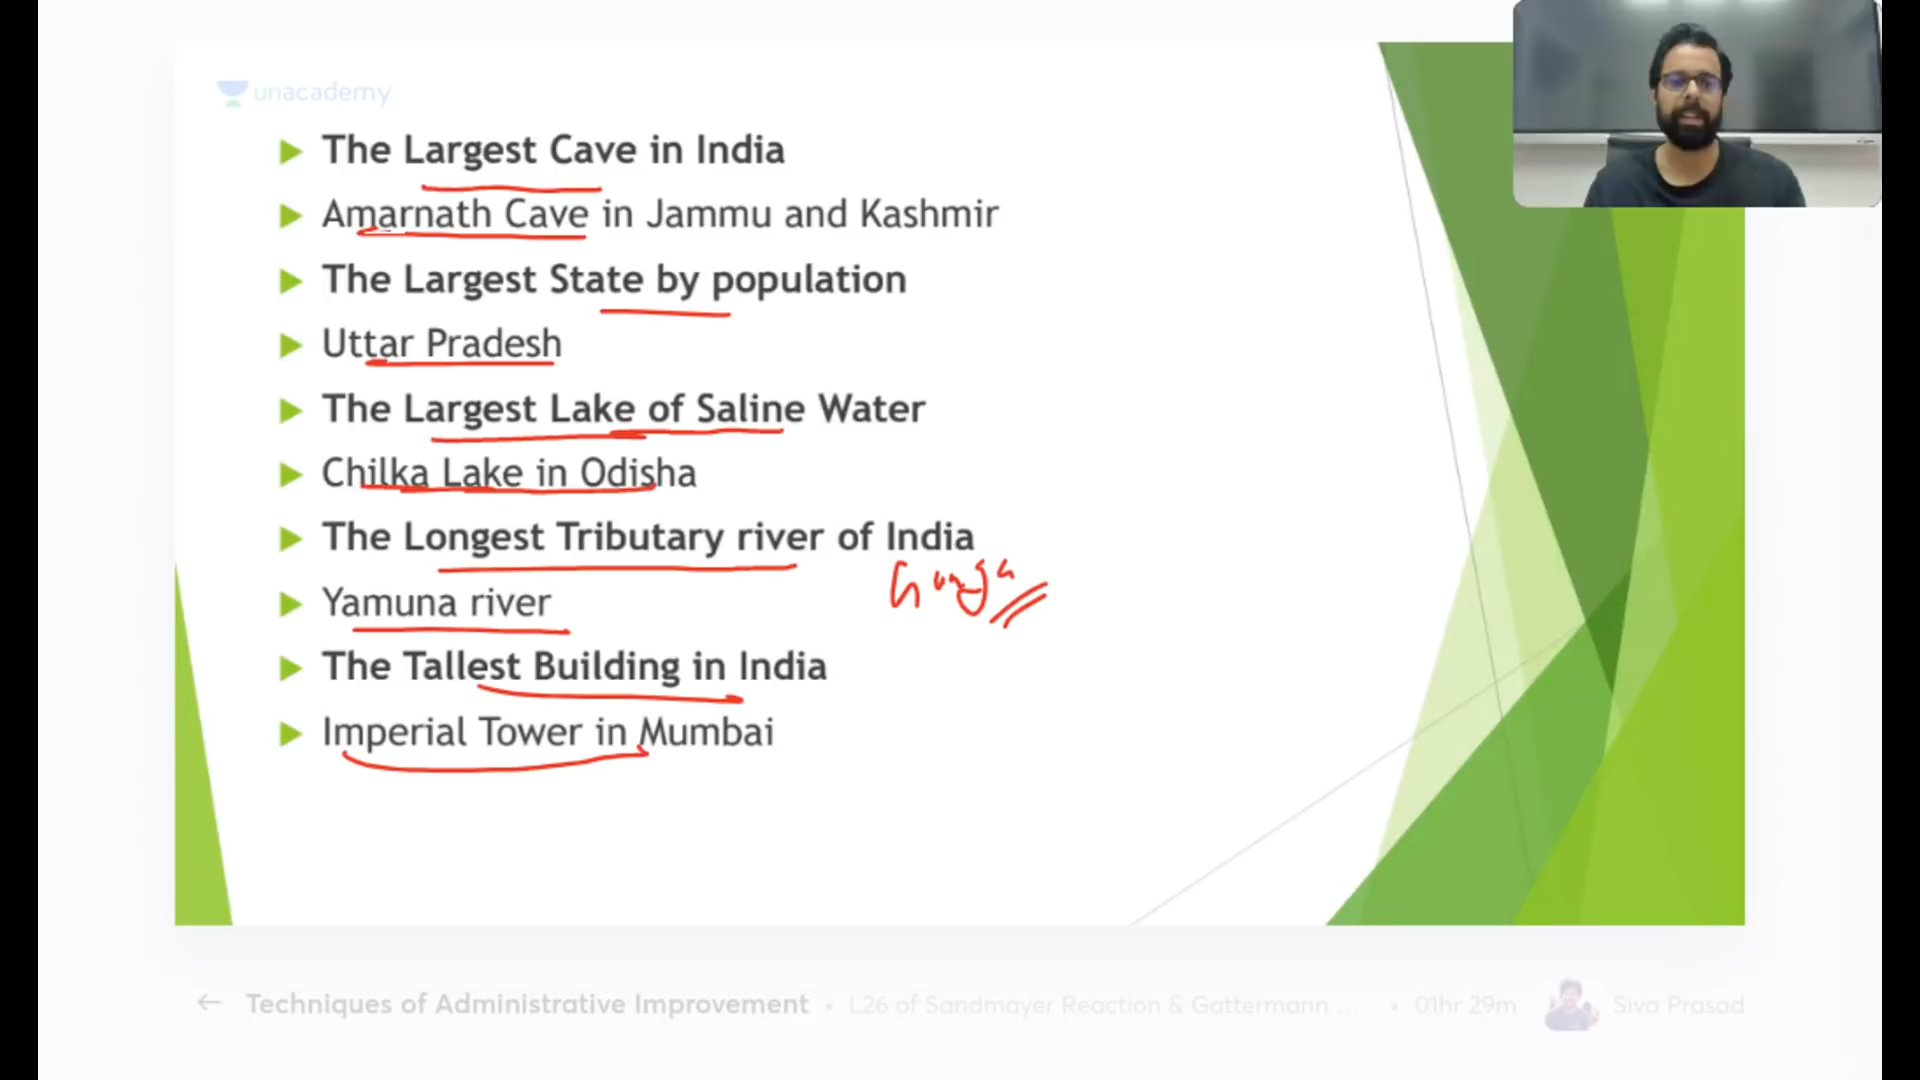 unacademy
The Largest Cave in India
Amarnath Cave in Jammu and Kashmir
The Largest State by population
Uttar Pradesh
The Largest Lake of Saline Water
Chilka Lake in Odisha
The Longest Tributary river of India
Ganga
Yamuna river
The Tallest Building in India
Imperial Tower in Mumbai
Techniques of Administrative Improvement • L26 of Sandmayer Reaction & Gattermann ... • 01hr 29m Siva Prasad